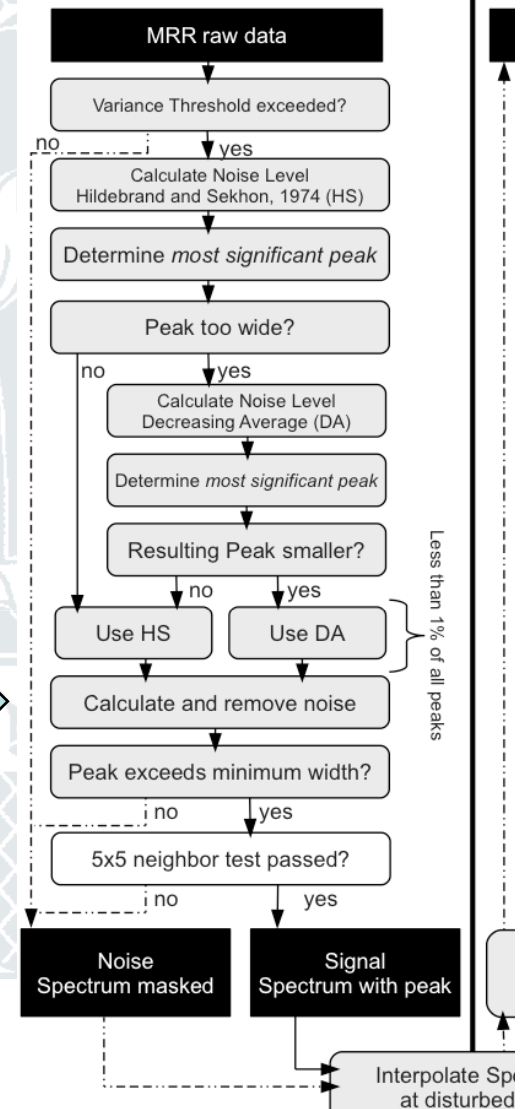 MRR raw data
Variance Threshold exceeded?
no
yes
Calculate Noise Level
Hildebrand and Sekhon, 1974 (HS)
Determine most significant peak
Peak too wide?
no
yes
Calculate Noise Level
Decreasing Average (DA)
Determine most significant peak
Resulting Peak smaller?
no
yes
Use HS
Use DA
Less than 1% of all peaks
Calculate and remove noise
Peak exceeds minimum width?
no
yes
5x5 neighbor test passed?
no
yes
Noise
Spectrum masked
Signal
Spectrum with peak
Interpolate Spe
at disturbed